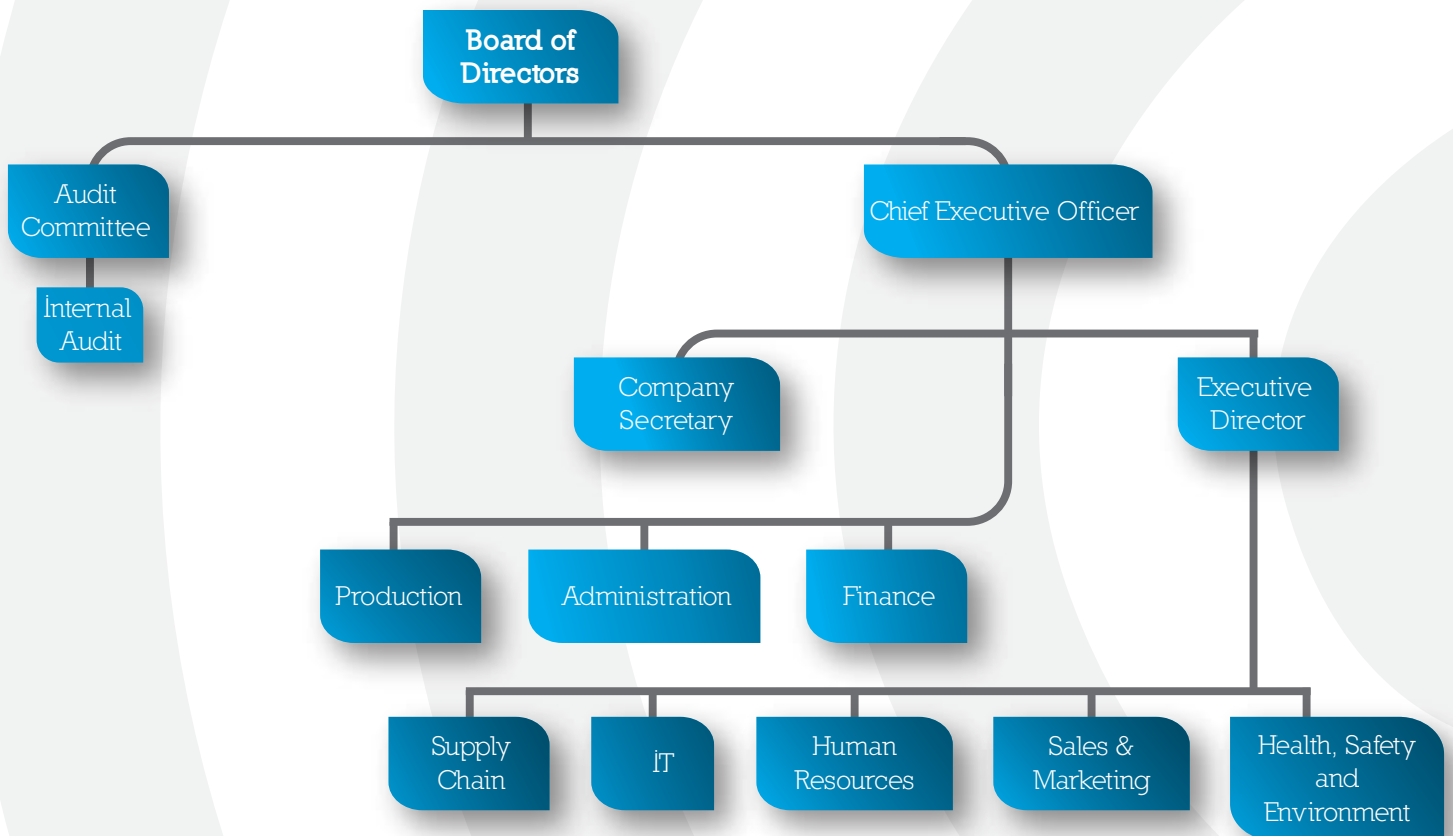 Board of
Directors
Audit
Committee
Chief Executive Officer
İnternal
Audit
Company
Secretary
Executive
Director
Production
Administration
Finance
Supply
Chain
İT
Human
Resources
Sales &
Marketing
Health, Safety
and
Environment